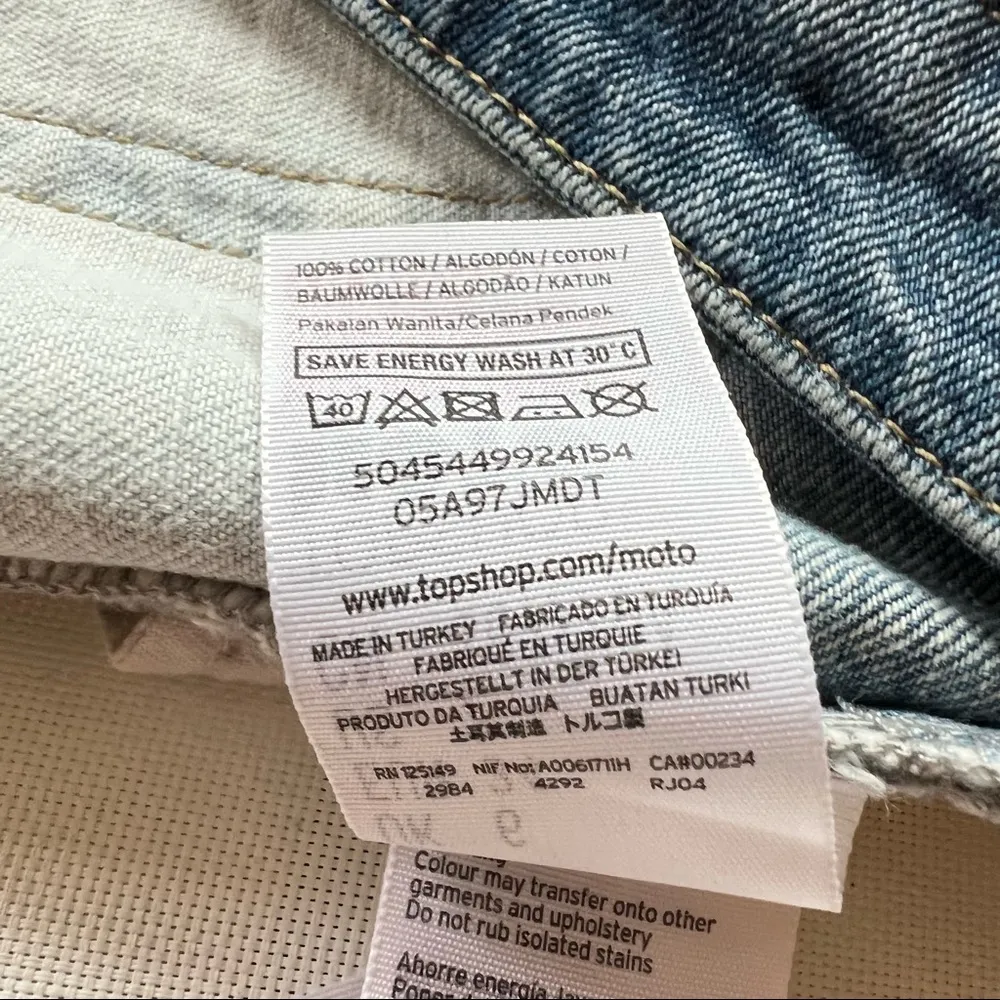 100% COTTON / ALGODÓN / COTON /
BAUMWOLLE / ALGODÃO / KATUN
Pakaian Wanita/Celana Pendek
SAVE ENERGY WASH AT 30°C
40
5045449924154
05A97JMDT
www.topshop.com/moto
MADE IN TURKEY FABRICADO EN TURQUÍA
FABRIQUÉ EN TURQUIE
HERGESTELLT IN DER TÜRKEI
PRODUTO DA TURQUIA BUATAN TURKI
土耳其制造 トルコ製
RN 125149 NIF No; A0061711H CA#00234
2984 4292 RJ04
Colour may transfer onto other
garments and upholstery
Do not rub isolated stains
Ahorre energía